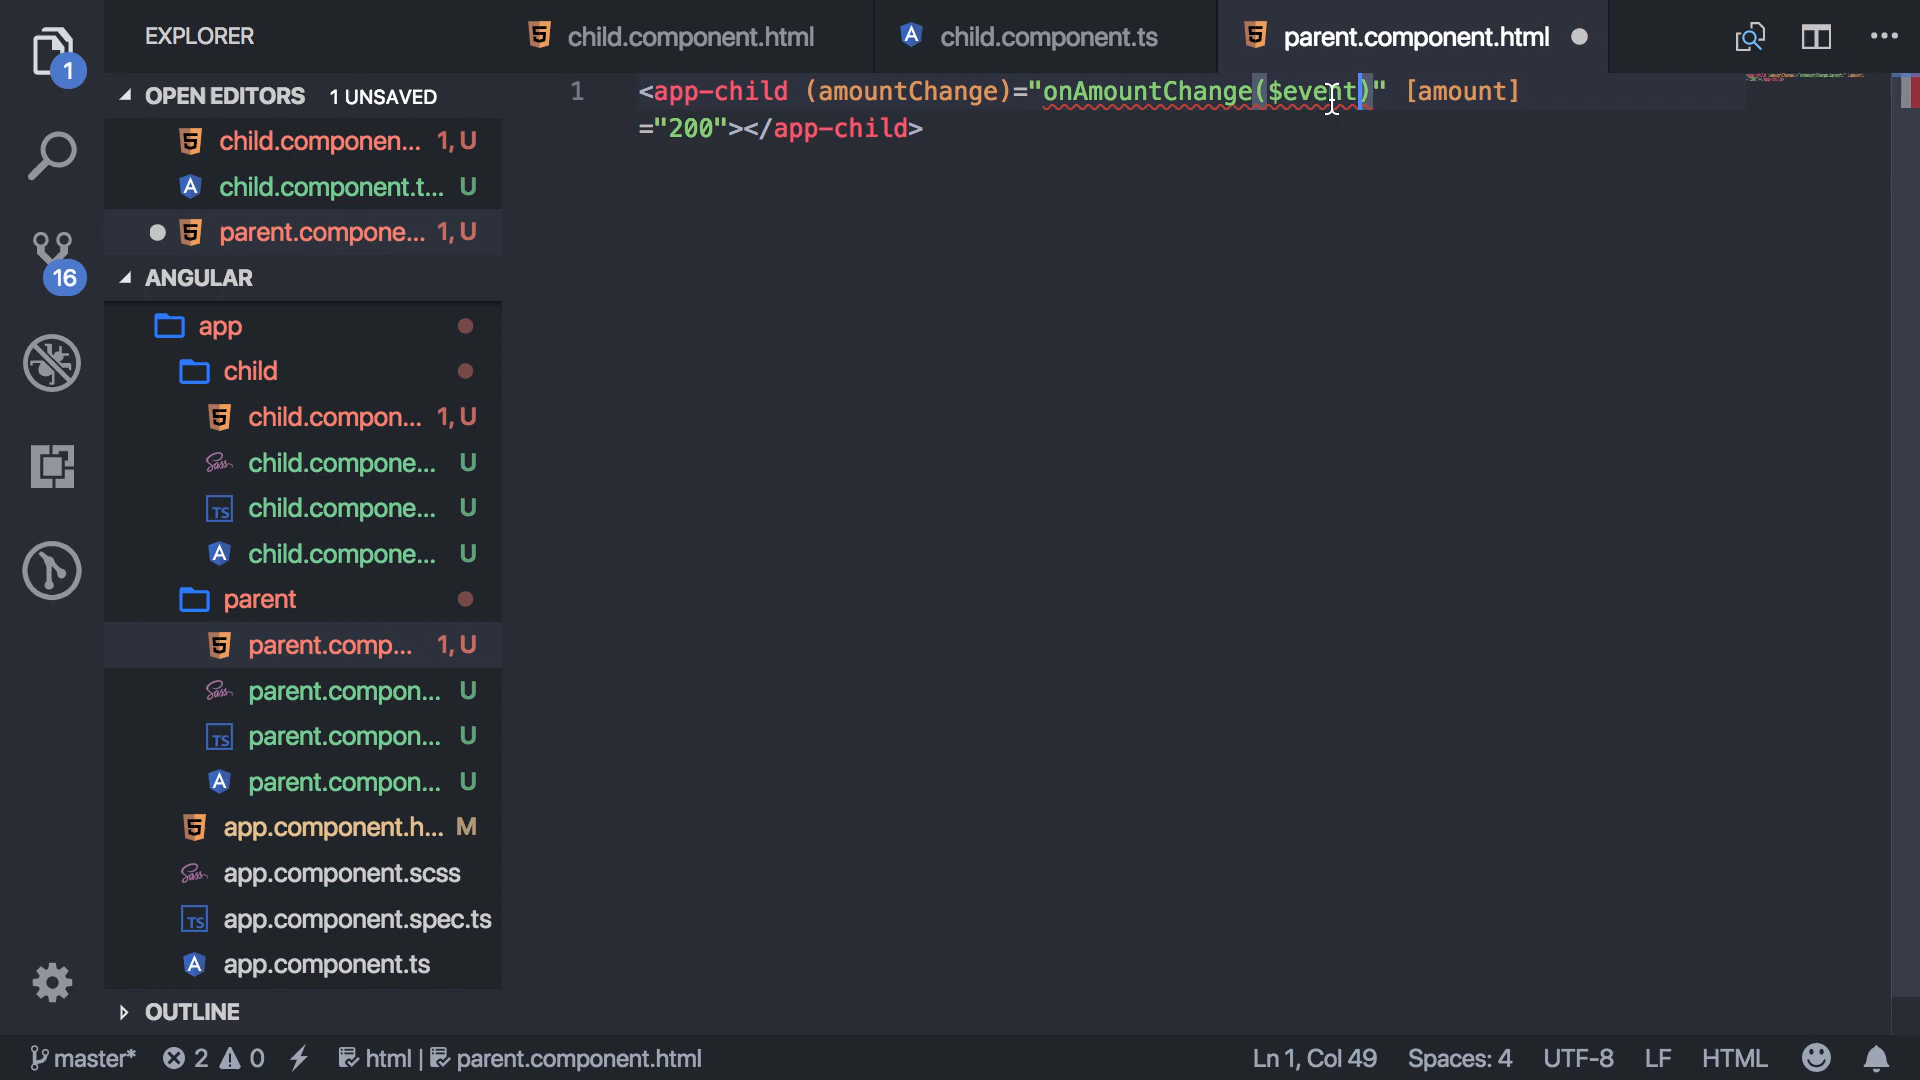 EXPLORER
child.component.html
child.component.ts
parent.component.html
1
OPEN EDITORS 1 UNSAVED
child.componen... 1, U
child.component.t... U
parent.compone... 1, U
ANGULAR
16
app
child
child.compon... 1, U
child.compone... U
TS child.compone... U
child.compone... U
parent
parent.comp... 1, U
parent.compon... U
TS parent.compon... U
parent.compon... U
app.component.h... M
app.component.scss
TS app.component.spec.ts
app.component.ts
OUTLINE
1 <app-child (amountChange)="onAmountChange($event)" [amount]
="200"></app-child>
master* 2 0 html | parent.component.html Ln 1, Col 49 Spaces: 4 UTF-8 LF HTML